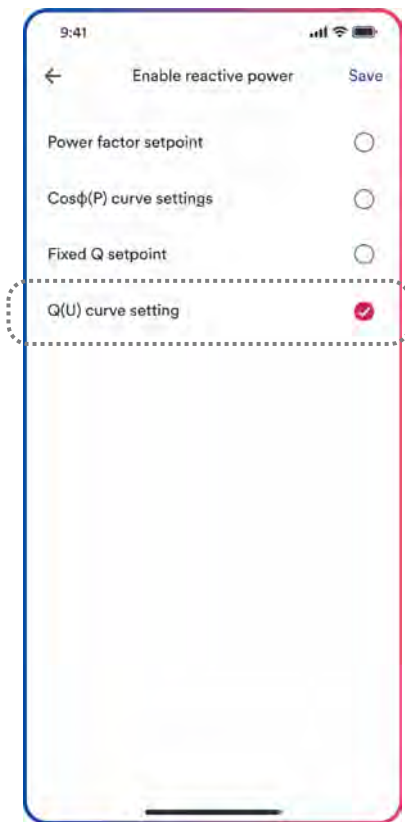 9:41
Enable reactive power Save
Power factor setpoint
Cosϕ(P) curve settings
Fixed Q setpoint
Q(U) curve setting